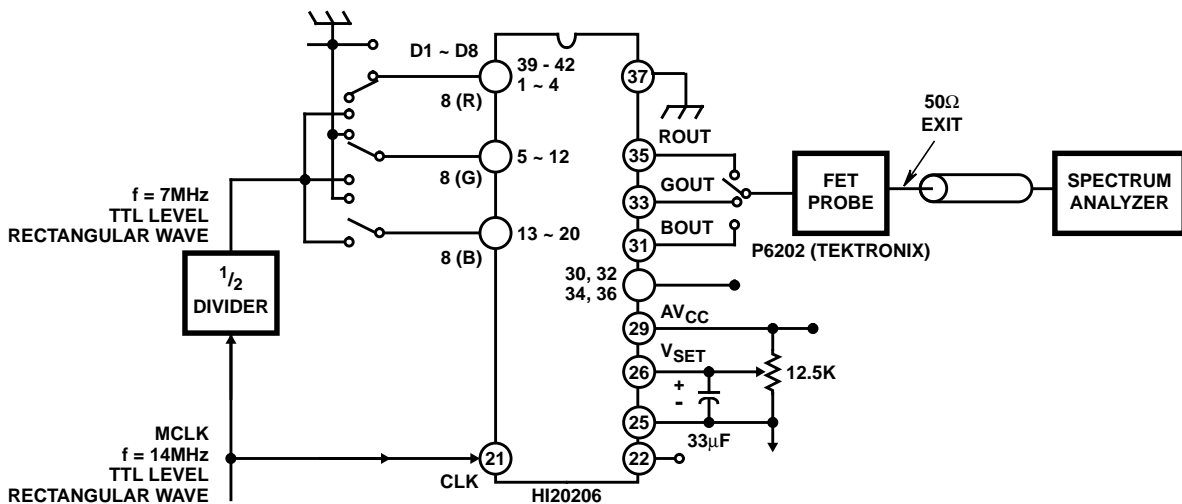 D1 ~ D8
39 - 42
1 ~ 4
8 (R)
5 ~ 12
8 (G)
13 ~ 20
8 (B)
f = 7MHz
TTL LEVEL
RECTANGULAR WAVE
1/2
DIVIDER
MCLK
f = 14MHz
TTL LEVEL
RECTANGULAR WAVE
21
CLK
HI20206
37
ROUT
35
GOUT
33
BOUT
31
30, 32
34, 36
29
AVCC
26
VSET
25
22
+
-
33µF
12.5K
FET
PROBE
P6202 (TEKTRONIX)
50Ω
EXIT
SPECTRUM
ANALYZER